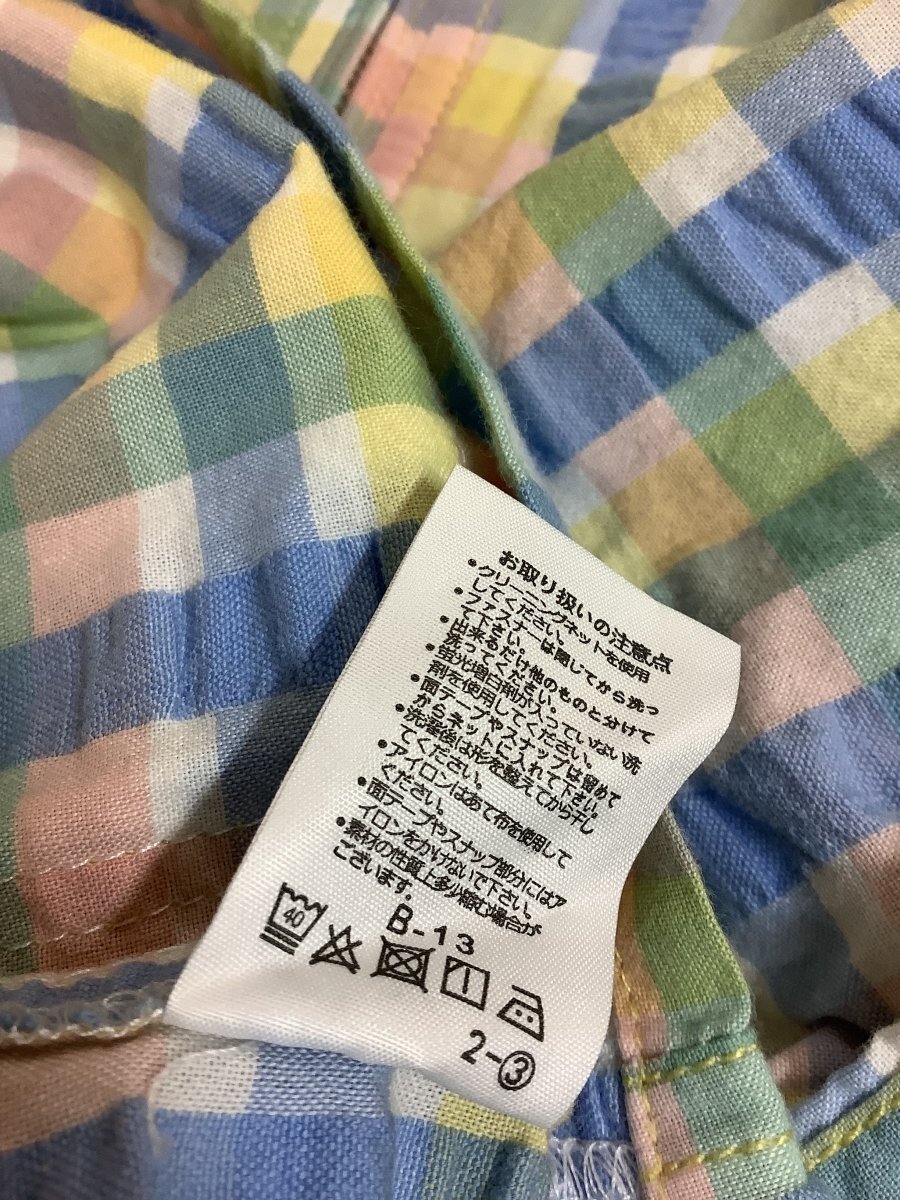 お取り扱いの注意点
・クリーニングネットを使用
してください。
・ファスナーは閉じてから洗っ
て下さい。
・出来るだけ他のものと分けて
洗ってください。
・蛍光増白剤が入っていない洗
剤を使用してください。
・面テープやスナップは留めて
からネットに入れて下さい。
・洗濯後は形を整えてから干し
てください。
・アイロンはあて布を使用して
ください。
・面テープやスナップ部分にはア
イロンをかけないで下さい。
・素材の性質上多少縮む場合が
ございます。
B-13
40
2-③